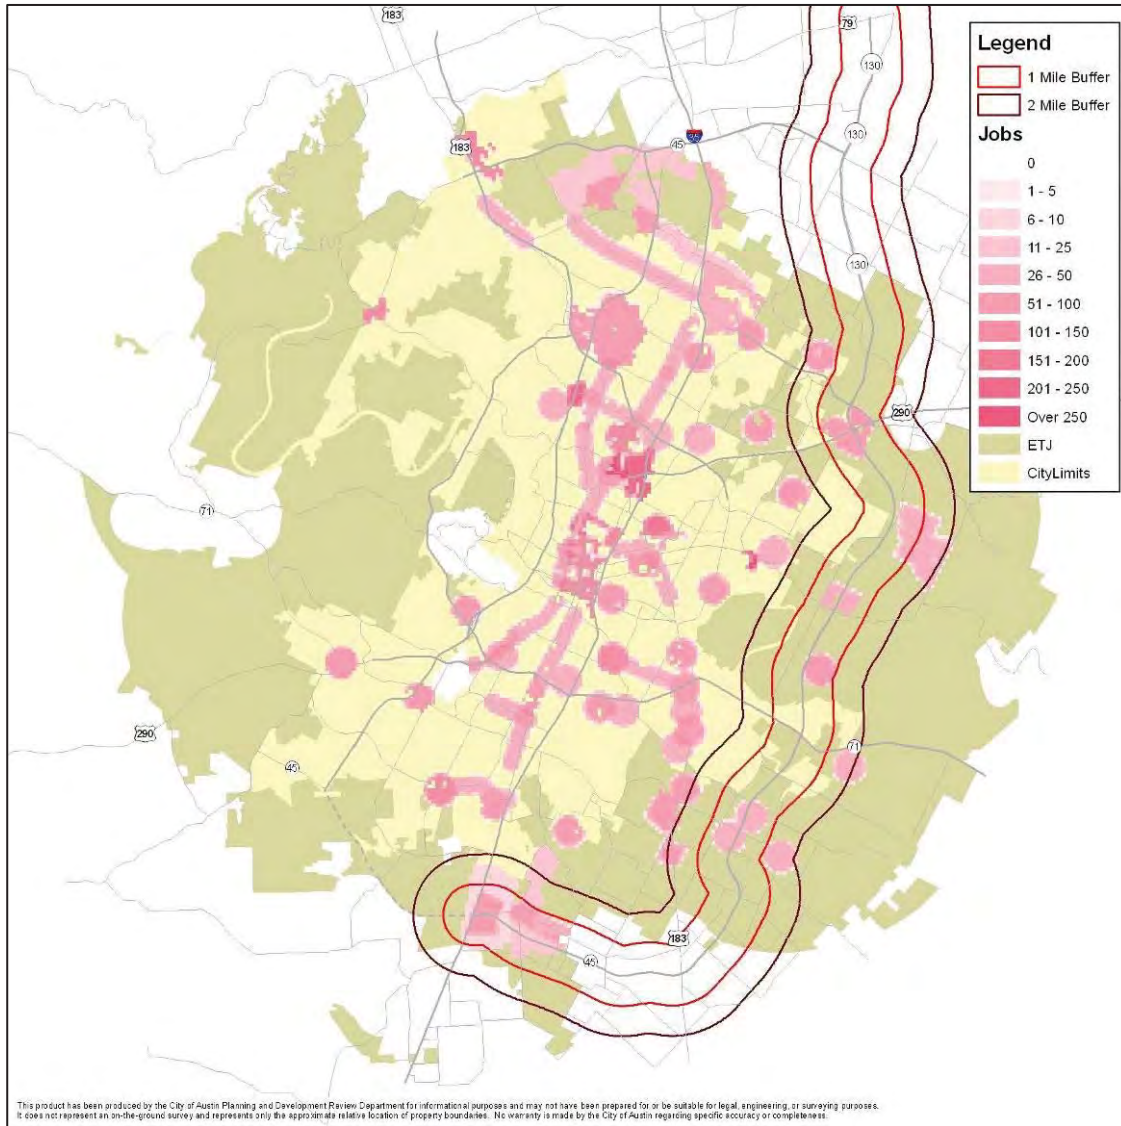 183
79
Legend
130
1 Mile Buffer
2 Mile Buffer
130
35
45
183
Jobs
0
1 - 5
6 - 10
11 - 25
130
26 - 50
51 - 100
101 - 150
151 - 200
201 - 250
290
Over 250
ETJ
CityLimits
71
290
71
45
183
45
This product has been produced by the City of Austin Planning and Development Review Department for informational purposes and may not have been prepared for or be suitable for legal, engineering, or surveying purposes.
It does not represent an on-the-ground survey and represents only the approximate relative location of property boundaries. No warranty is made by the City of Austin regarding specific accuracy or completeness.